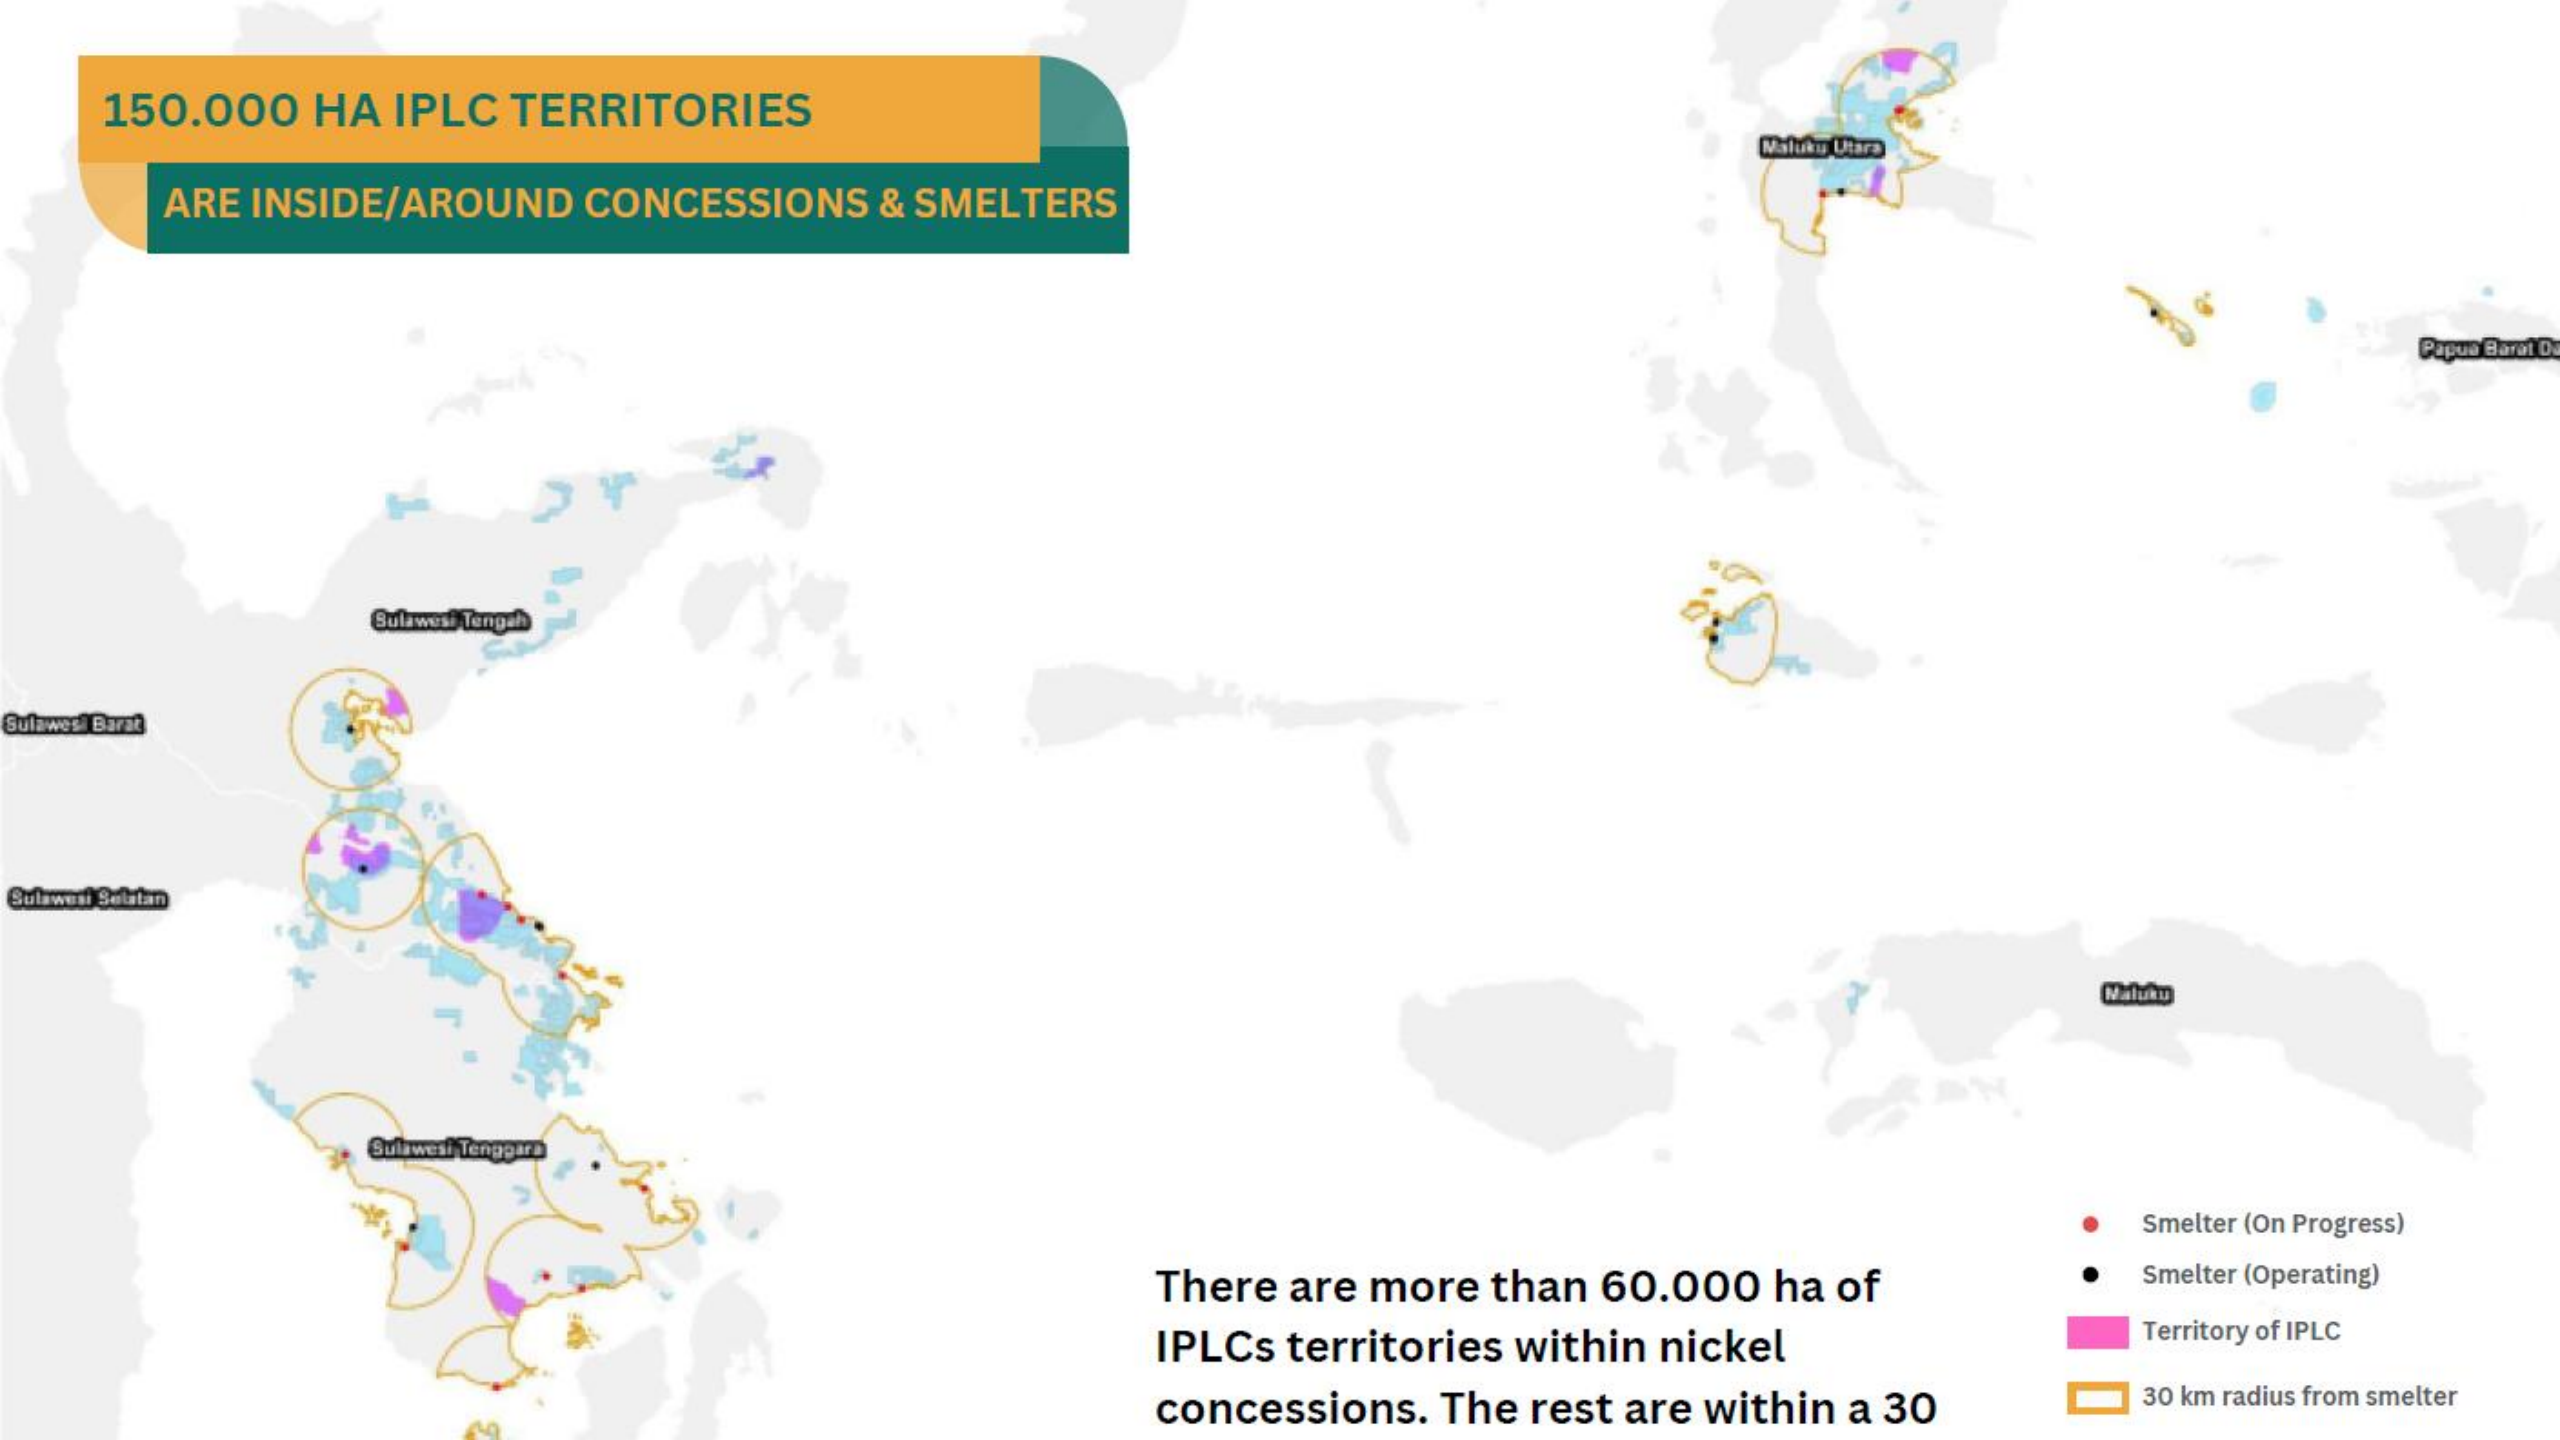 150.000 HA IPLC TERRITORIES
ARE INSIDE/AROUND CONCESSIONS & SMELTERS
Maluku Utara
Papua Barat Da
Sulawesi Tengah
Sulawesi Barat
Sulawesi Selatan
Maluku
Sulawesi Tenggara
There are more than 60.000 ha of
IPLCs territories within nickel
concessions. The rest are within a 30
Smelter (On Progress)
Smelter (Operating)
Territory of IPLC
30 km radius from smelter